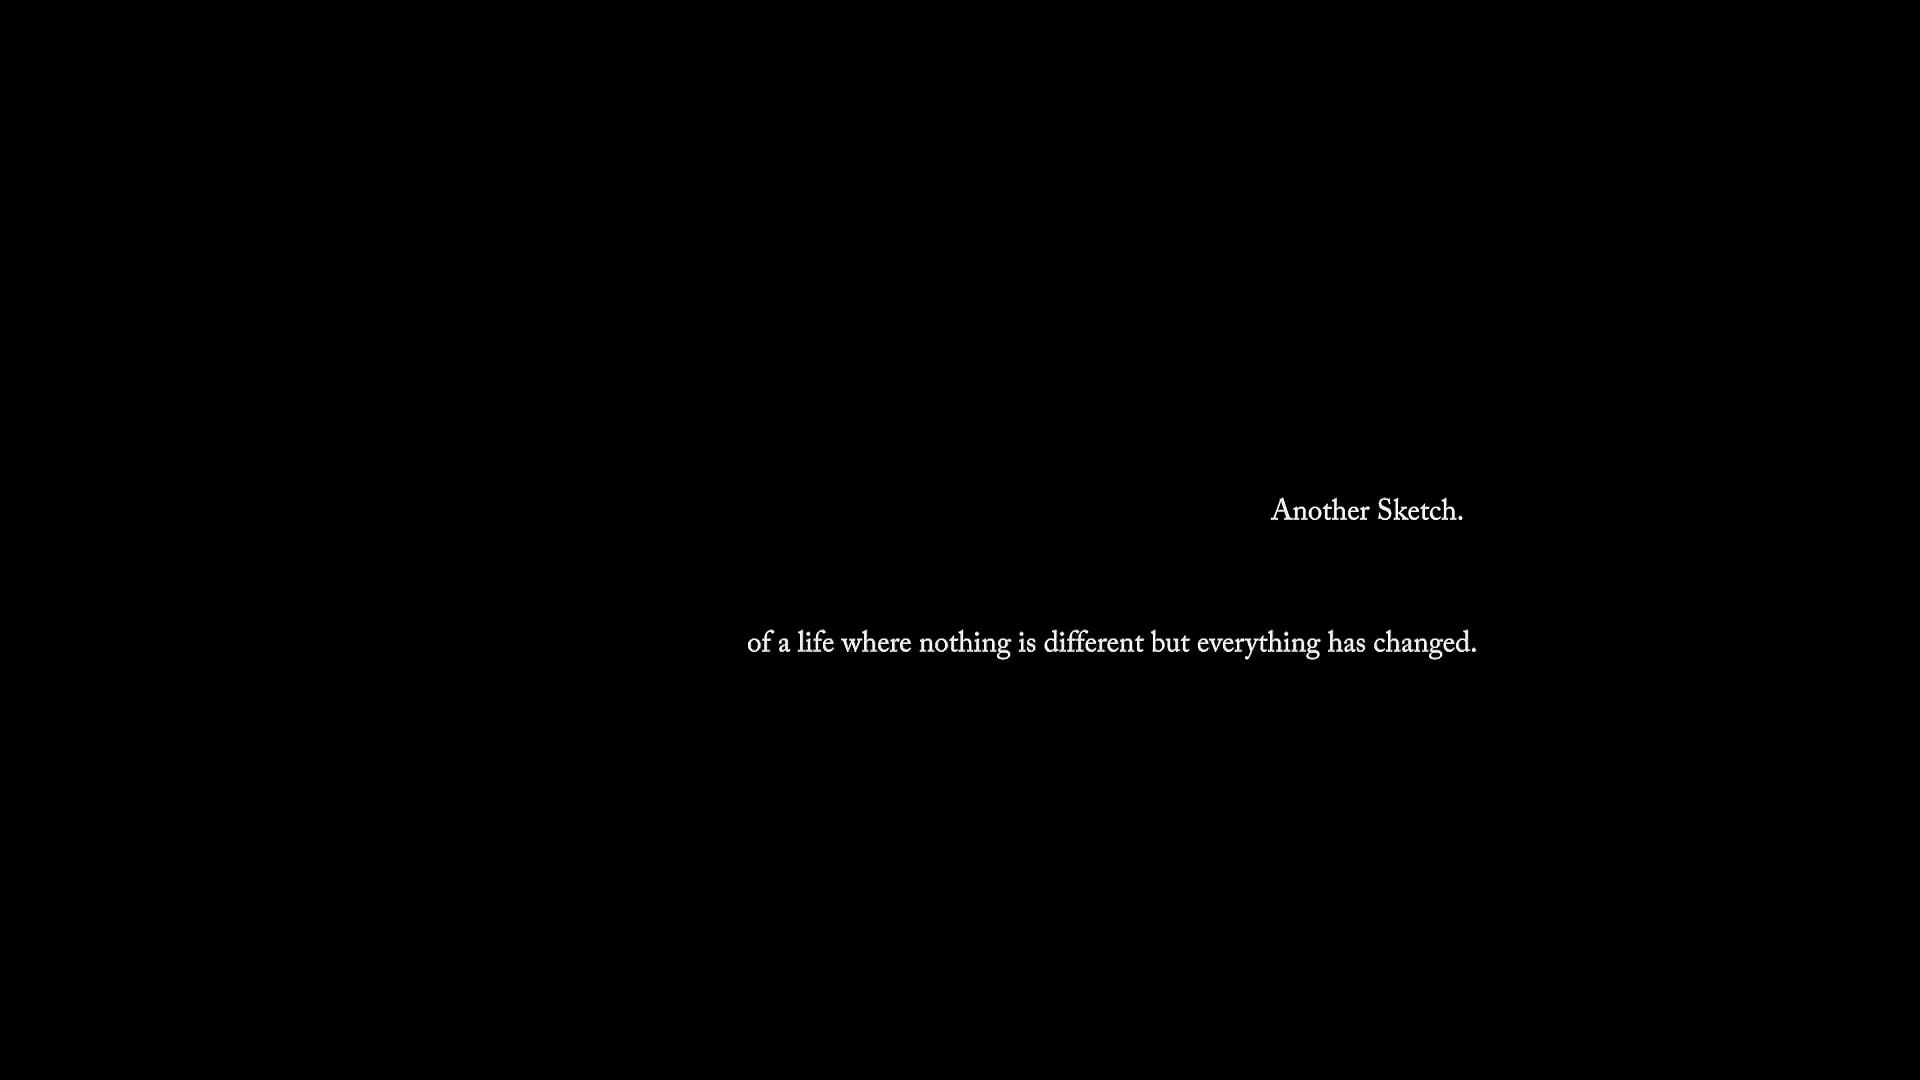 Another Sketch.
of a life where nothing is different but everything has changed.